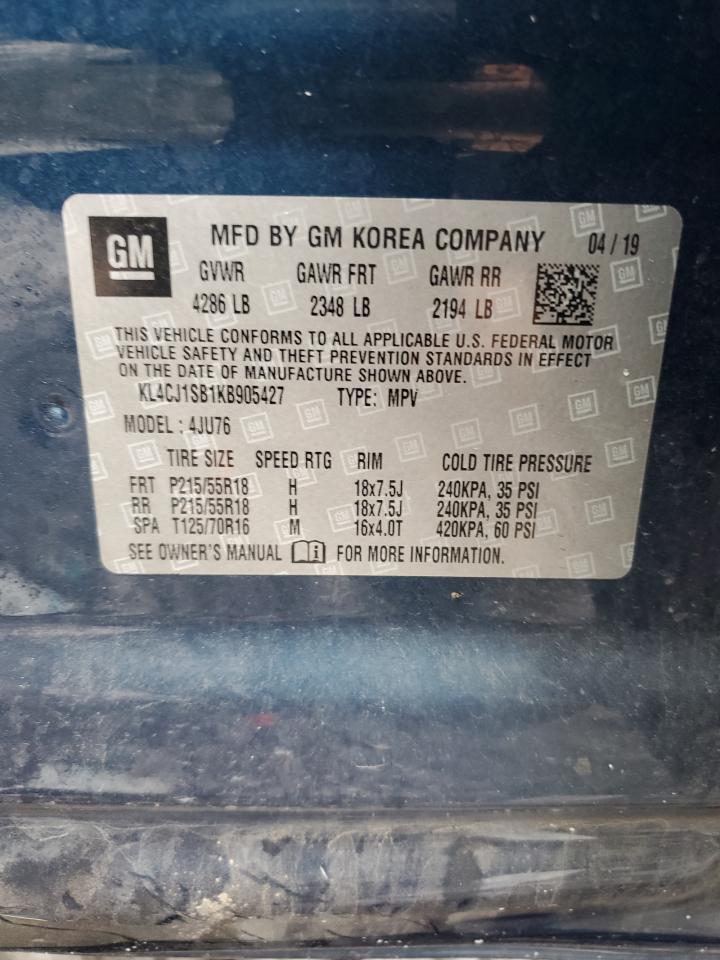 GM MFD BY GM KOREA COMPANY 04 / 19
GVWR GAWR FRT GAWR RR
4286 LB 2348 LB 2194 LB
THIS VEHICLE CONFORMS TO ALL APPLICABLE U.S. FEDERAL MOTOR
VEHICLE SAFETY AND THEFT PREVENTION STANDARDS IN EFFECT
ON THE DATE OF MANUFACTURE SHOWN ABOVE.
KL4CJ1SB1KB905427 TYPE: MPV
MODEL : 4JU76
TIRE SIZE SPEED RTG RIM COLD TIRE PRESSURE
FRT P215/55R18 H 18x7.5J 240KPA, 35 PSI
RR P215/55R18 H 18x7.5J 240KPA, 35 PSI
SPA T125/70R16 M 16x4.0T 420KPA, 60 PSI
SEE OWNER'S MANUAL i FOR MORE INFORMATION.